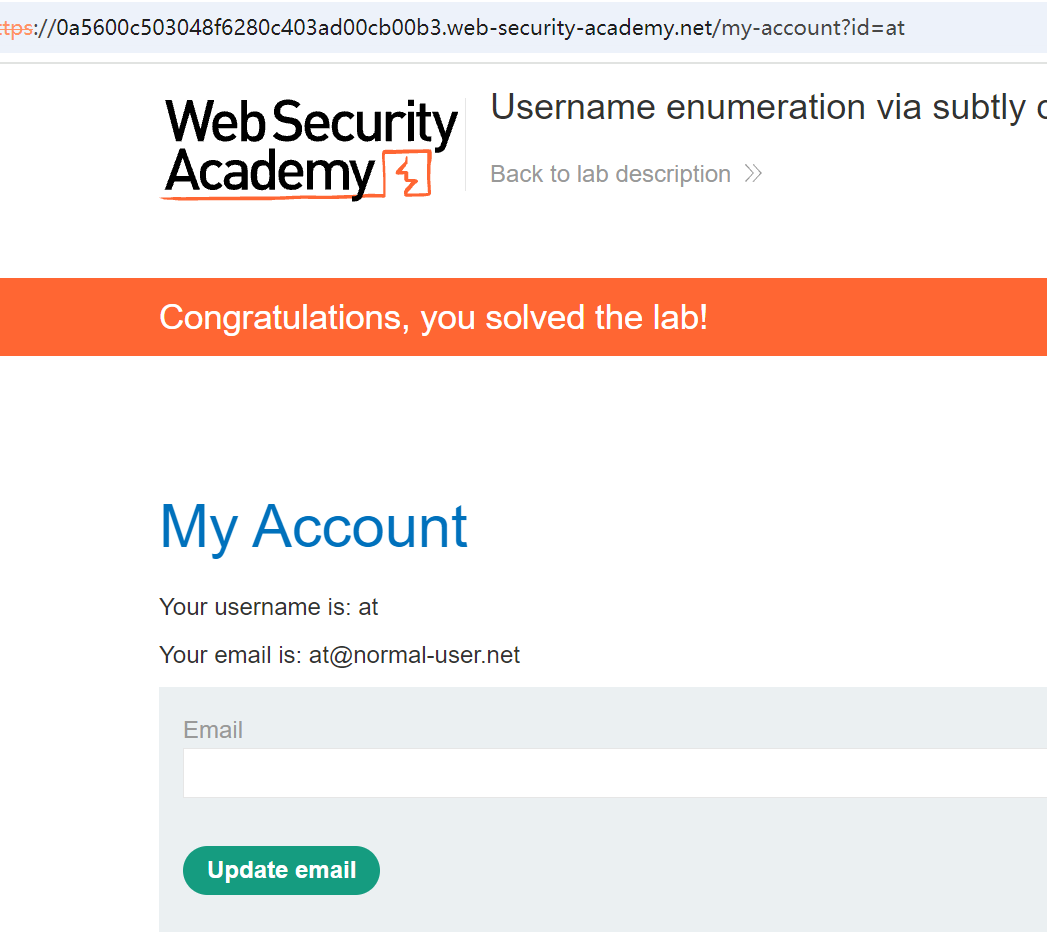 ttps://0a5600c503048f6280c403ad00cb00b3.web-security-academy.net/my-account?id=at
Web Security
Academy
Username enumeration via subtly
Back to lab description
Congratulations, you solved the lab!
My Account
Your username is: at
Your email is: at@normal-user.net
Email
Update email